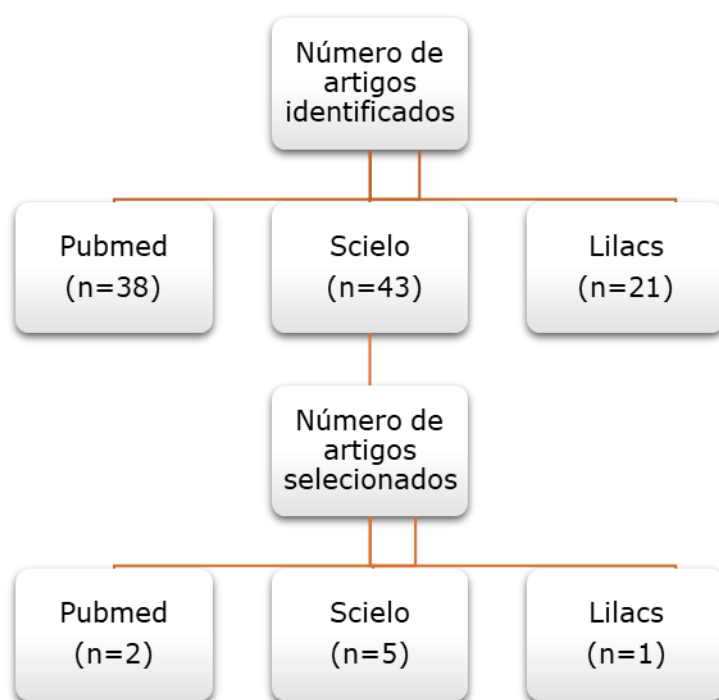 Número de
artigos
identificados
Pubmed
(n=38)
Scielo
(n=43)
Lilacs
(n=21)
Número de
artigos
selecionados
Pubmed
(n=2)
Scielo
(n=5)
Lilacs
(n=1)